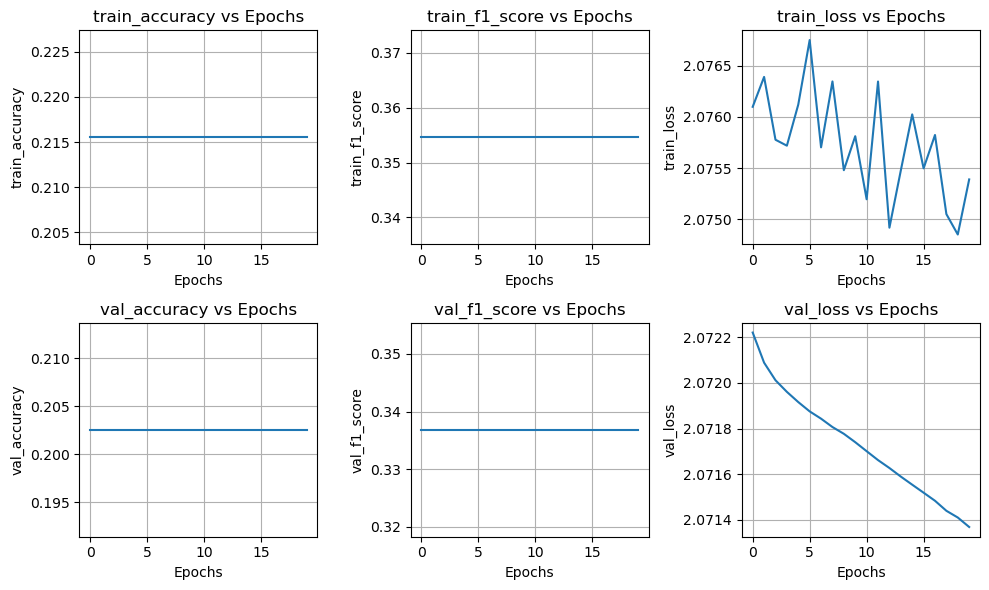 train_accuracy vs Epochs
train_accuracy
0.225
0.220
0.215
0.210
0.205
0 5 10 15
Epochs
train_f1_score vs Epochs
train_f1_score
0.37
0.36
0.35
0.34
0 5 10 15
Epochs
train_loss vs Epochs
train_loss
2.0765
2.0760
2.0755
2.0750
0 5 10 15
Epochs
val_accuracy vs Epochs
val_accuracy
0.210
0.205
0.200
0.195
0 5 10 15
Epochs
val_f1_score vs Epochs
val_f1_score
0.35
0.34
0.33
0.32
0 5 10 15
Epochs
val_loss vs Epochs
val_loss
2.0722
2.0720
2.0718
2.0716
2.0714
0 5 10 15
Epochs